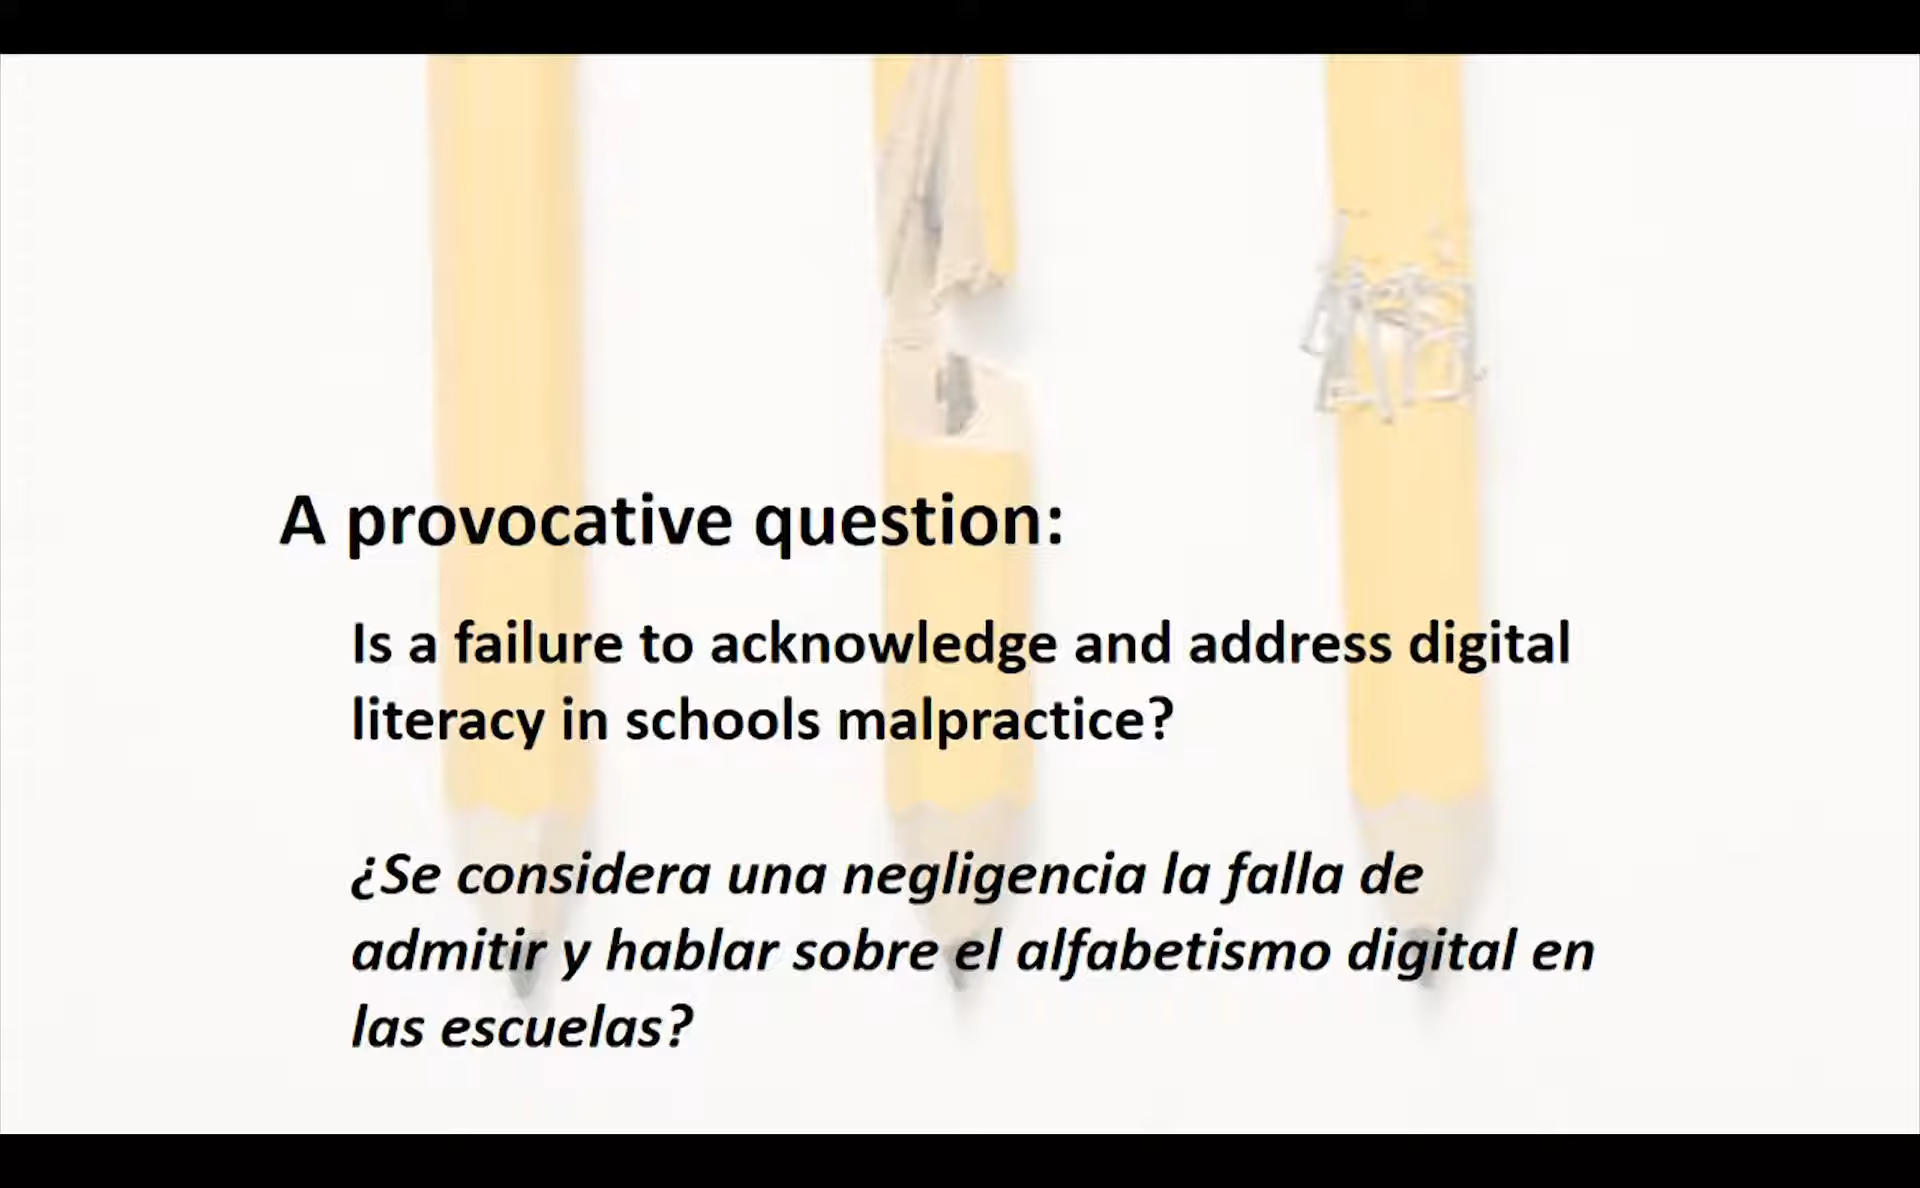 A provocative question:
Is a failure to acknowledge and address digital
literacy in schools malpractice?
¿Se considera una negligencia la falla de
admitir y hablar sobre el alfabetismo digital en
las escuelas?